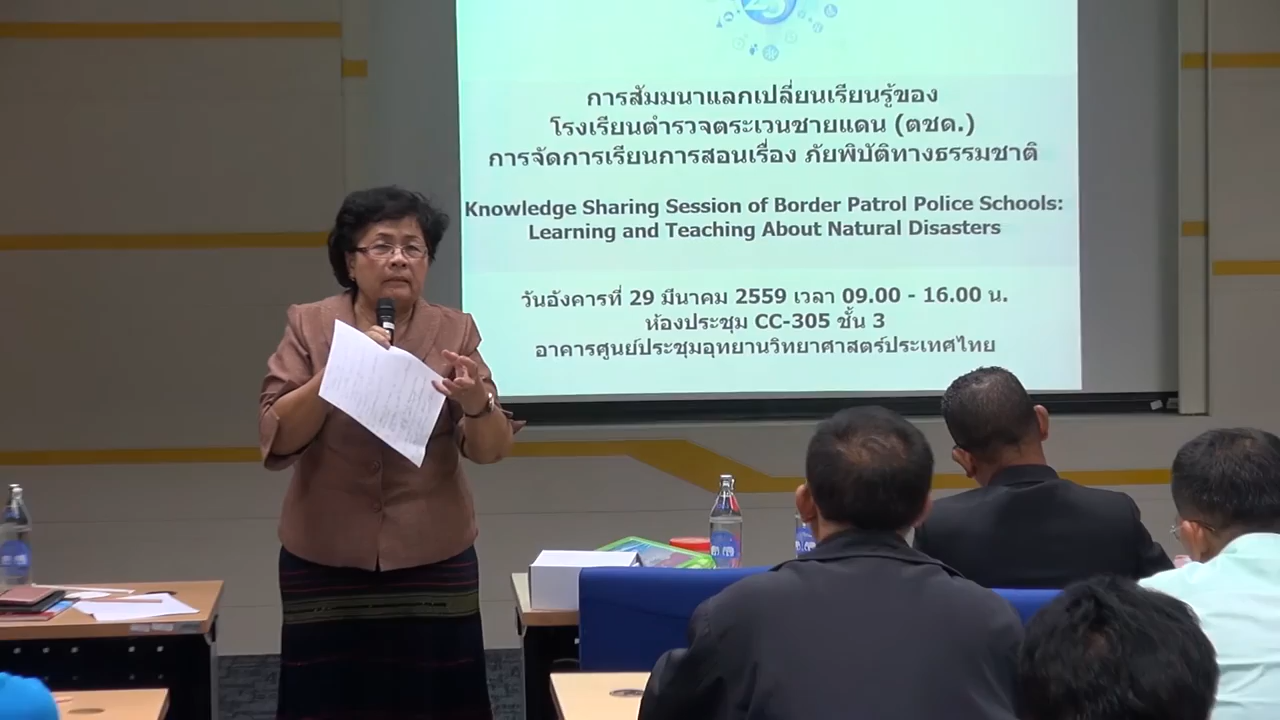 25
การสัมมนาแลกเปลี่ยนเรียนรู้ของ
โรงเรียนตำรวจตระเวนชายแดน (ตชด.)
การจัดการเรียนการสอนเรื่อง ภัยพิบัติทางธรรมชาติ
Knowledge Sharing Session of Border Patrol Police Schools:
Learning and Teaching About Natural Disasters
วันอังคารที่ 29 มีนาคม 2559 เวลา 09.00 - 16.00 น.
ห้องประชุม CC-305 ชั้น 3
อาคารศูนย์ประชุมอุทยานวิทยาศาสตร์ประเทศไทย